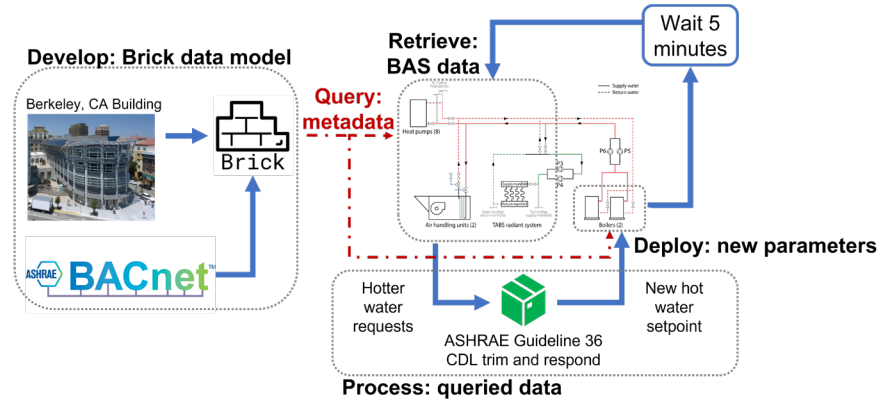 Develop: Brick data model
Berkeley, CA Building
Brick
ASHRAE BACnet™
Query:
metadata
Retrieve:
BAS data
Wait 5
minutes
Supply water
Return water
Heat pumps (8)
P6
P5
P3
P4
Air handling units (2)
TABS radiant system
Boilers (2)
Deploy: new parameters
Hotter
water
requests
ASHRAE Guideline 36
CDL trim and respond
New hot
water
setpoint
Process: queried data